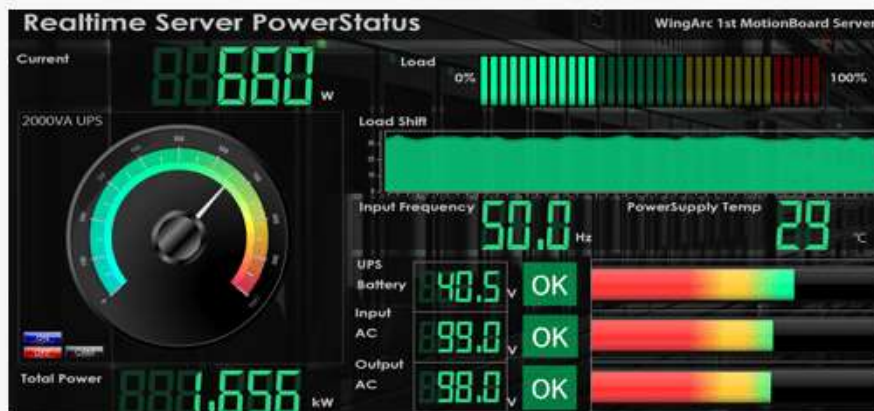 Realtime Server PowerStatus
WingArc 1st MotionBoard Server
Current
660 W
Load
0%
100%
2000VA UPS
Load Shift
Input Frequency
50.0 Hz
PowerSupply Temp
29 ℃
UPS
Battery
40.5 V
OK
Input
AC
99.0 V
OK
Output
AC
98.0 V
OK
Total Power
1.656 kW